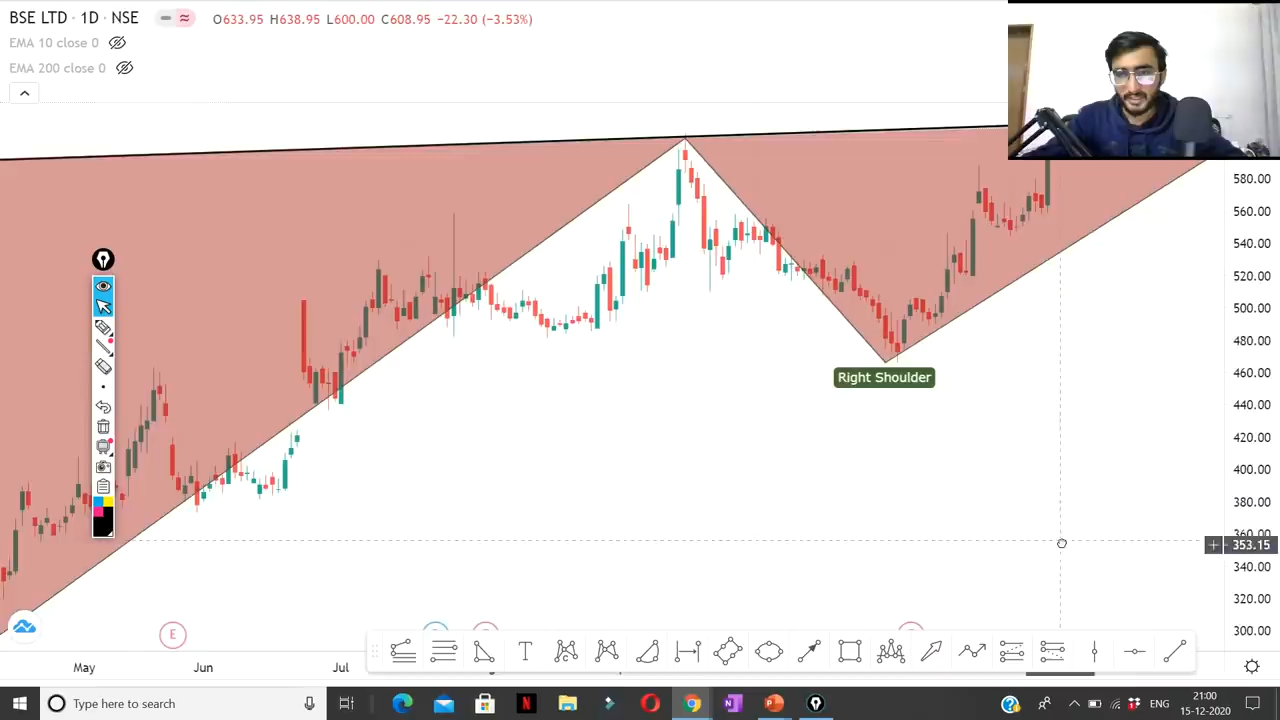 BSE LTD · 1D · NSE
O633.95 H638.95 L600.00 C608.95 −22.30 (−3.53%)
EMA 10 close 0
EMA 200 close 0
580.00
560.00
540.00
520.00
500.00
480.00
460.00
Right Shoulder
440.00
420.00
400.00
380.00
360.00
353.15
340.00
320.00
300.00
E
T
May
Jun
Jul
Type here to search
N
ENG
21:00
15-12-2020